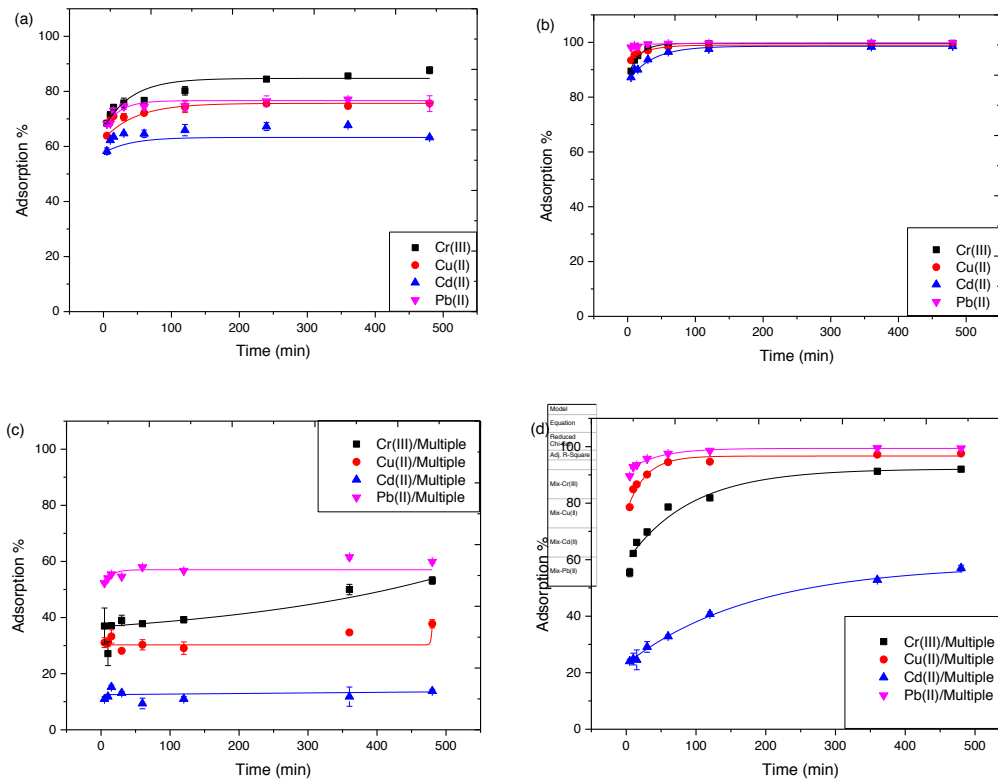 (a)
100
80
60
40
20
0
Adsorption %
0 100 200 300 400 500
Time (min)
Cr(III)
Cu(II)
Cd(II)
Pb(II)
(b)
100
80
60
40
20
0
Adsorption %
0 100 200 300 400 500
Time (min)
Cr(III)
Cu(II)
Cd(II)
Pb(II)
(c)
100
80
60
40
20
0
Adsorption %
0 100 200 300 400 500
Time (min)
Cr(III)/Multiple
Cu(II)/Multiple
Cd(II)/Multiple
Pb(II)/Multiple
(d)
Model
Equation
Reduced
Adj. R-Square
Mix-Cr(III)
Mix-Cu(II)
Mix-Cd(II)
Mix-Pb(II)
100
80
60
40
20
0
Adsorption %
0 100 200 300 400 500
Time (min)
Cr(III)/Multiple
Cu(II)/Multiple
Cd(II)/Multiple
Pb(II)/Multiple